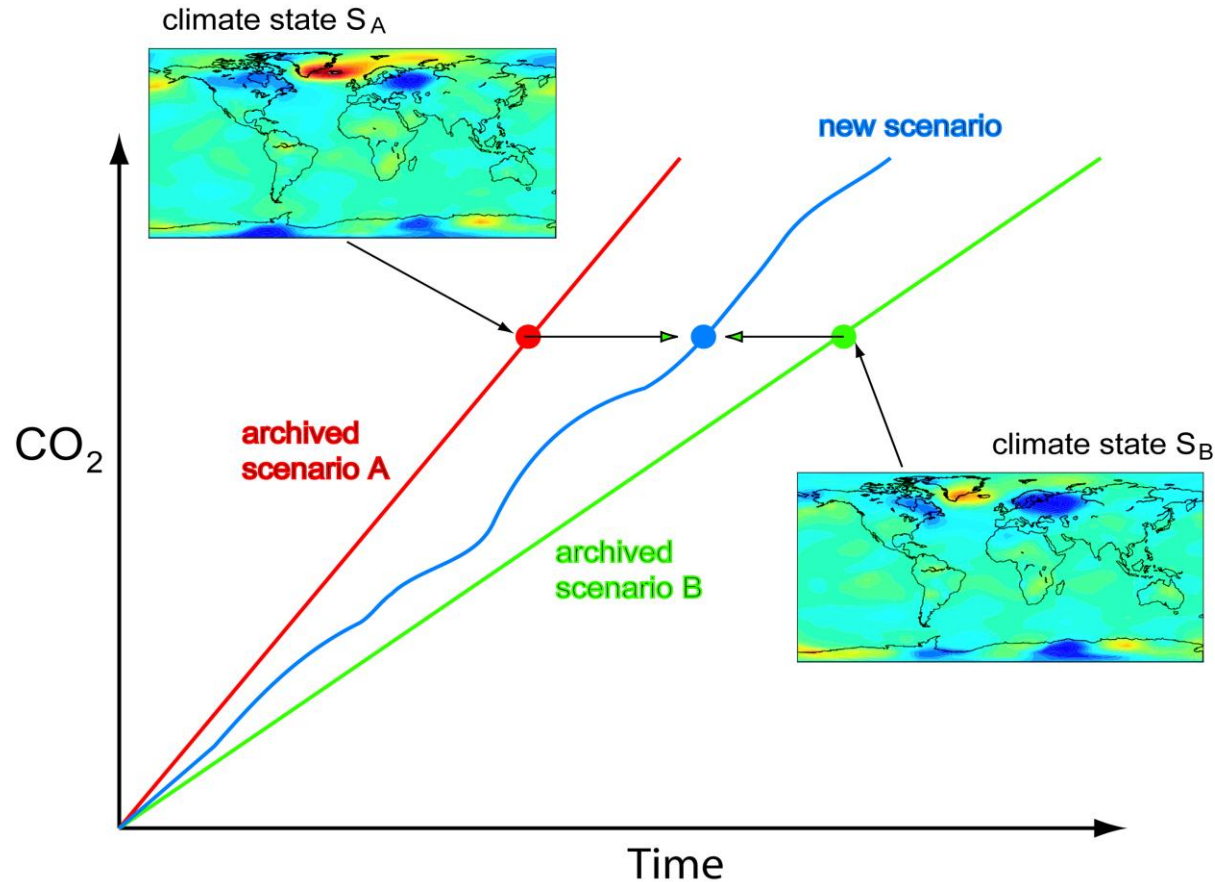 climate state S_A
new scenario
CO₂
archived
scenario A
climate state S_B
archived
scenario B
Time